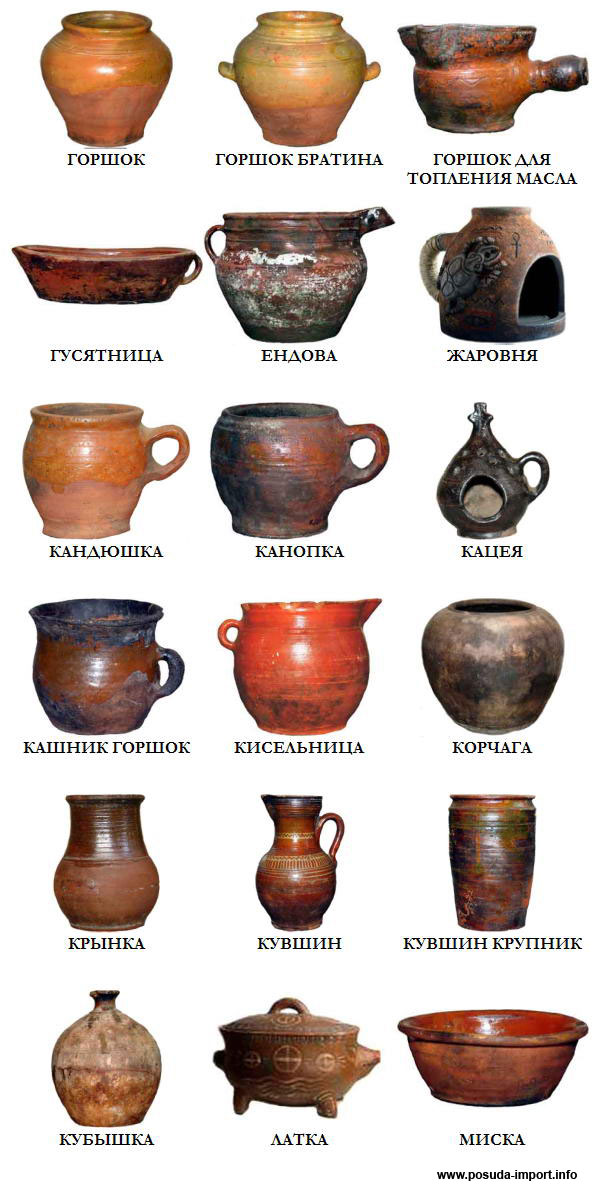 ГОРШОК
ГОРШОК БРАТИНА
ГОРШОК ДЛЯ
ТОПЛЕНИЯ МАСЛА
ГУСЯТНИЦА
ЕНДОВА
ЖАРОВНЯ
КАНДЮШКА
КАНОПКА
КАЦЕЯ
КАШНИК ГОРШОК
КИСЕЛЬНИЦА
КОРЧАГА
КРЫНКА
КУВШИН
КУВШИН КРУПНИК
КУБЫШКА
ЛАТКА
МИСКА
www.posuda-import.info